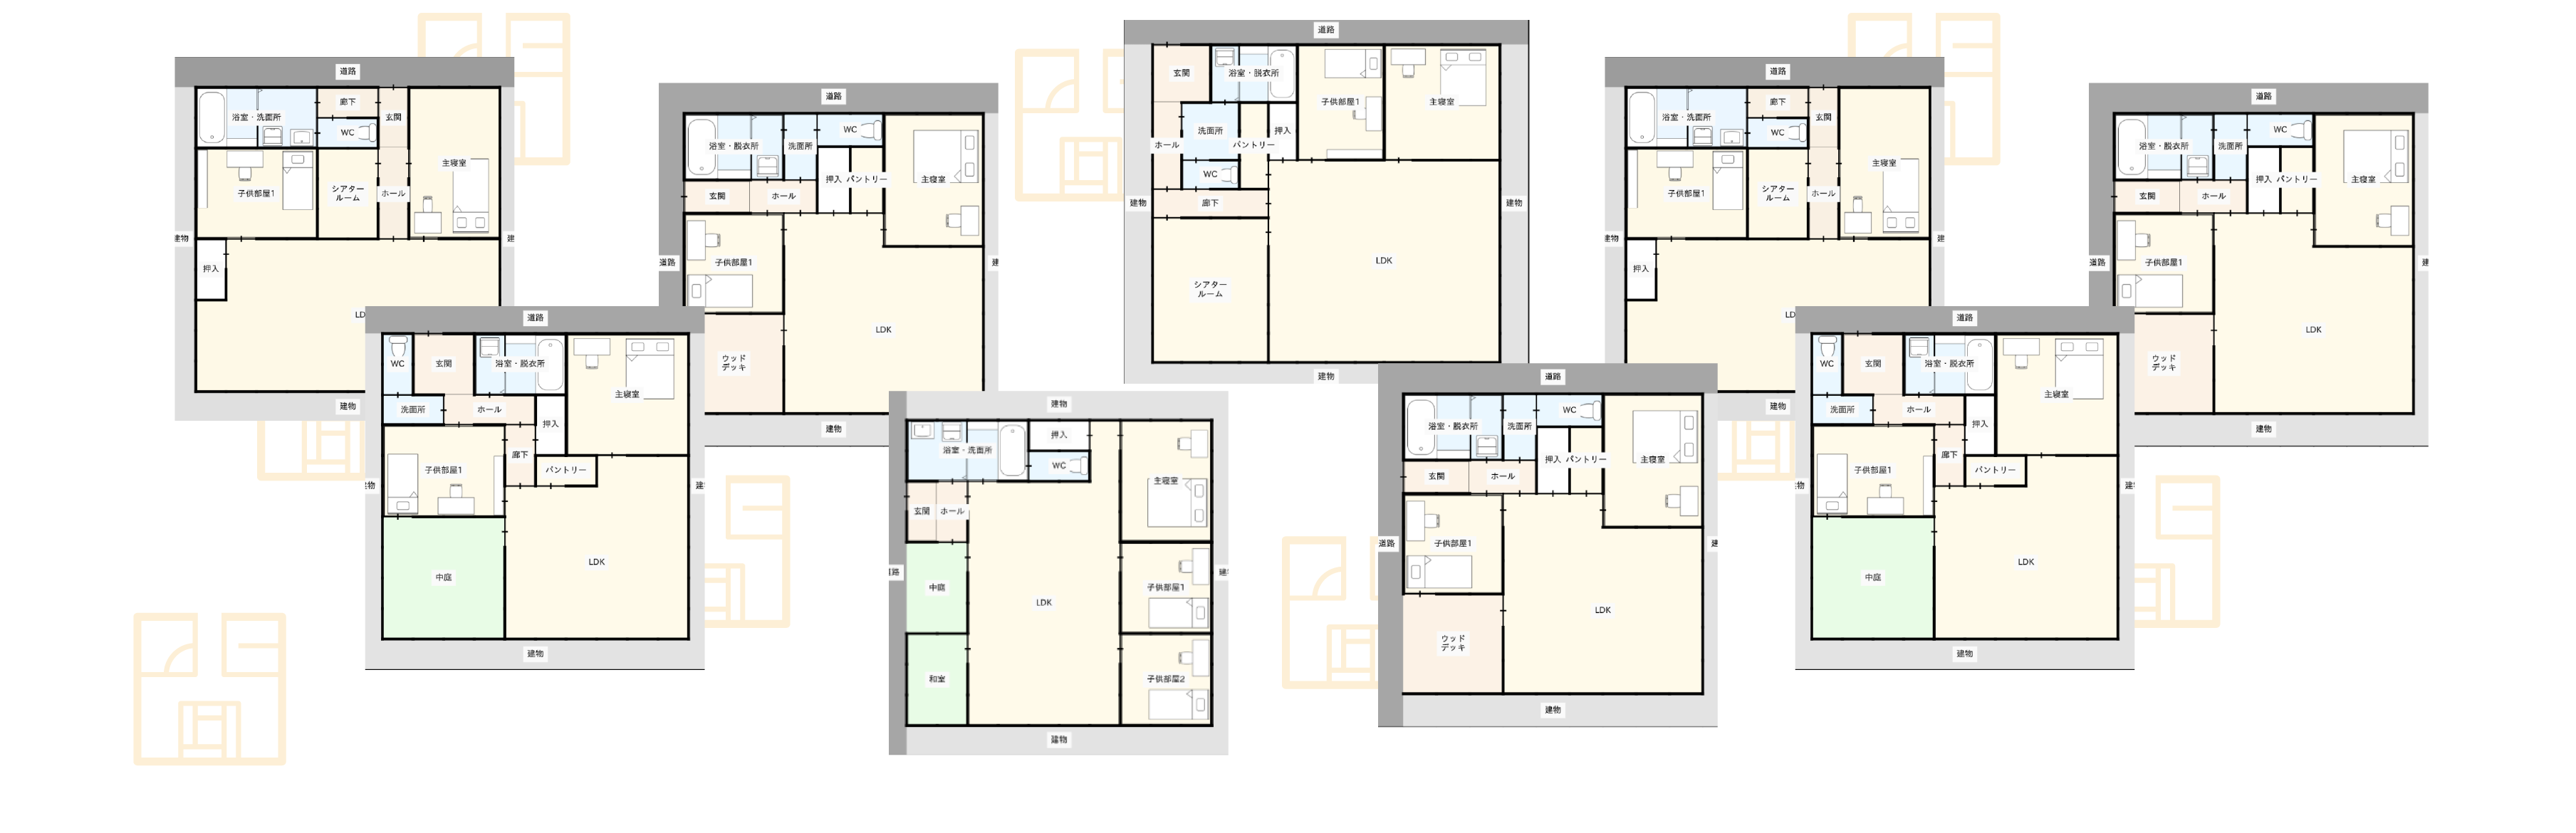 道路
浴室・洗面所
廊下
WC
玄関
主寝室
子供部屋1
シアター
ルーム
ホール
建物
押入
建物
道路
浴室・脱衣所
洗面所
WC
押入
パントリー
主寝室
玄関
ホール
道路
子供部屋1
LDK
ウッド
デッキ
建物
道路
WC
玄関
浴室・脱衣所
主寝室
洗面所
ホール
押入
子供部屋1
廊下
パントリー
中庭
LDK
建物
建物
浴室・洗面所
押入
WC
主寝室
玄関
ホール
中庭
LDK
子供部屋1
和室
子供部屋2
建物
道路
玄関
浴室・脱衣所
子供部屋1
主寝室
ホール
洗面所
パントリー
押入
WC
建物
廊下
建物
シアター
ルーム
LDK
建物
道路
浴室・脱衣所
洗面所
WC
押入
パントリー
主寝室
玄関
ホール
道路
子供部屋1
LDK
ウッド
デッキ
建物
道路
浴室・洗面所
廊下
WC
玄関
主寝室
子供部屋1
シアター
ルーム
ホール
建物
押入
建物
道路
WC
玄関
浴室・脱衣所
主寝室
洗面所
ホール
押入
子供部屋1
廊下
パントリー
中庭
LDK
建物
道路
浴室・脱衣所
洗面所
WC
押入
パントリー
主寝室
玄関
ホール
道路
子供部屋1
LDK
ウッド
デッキ
建物